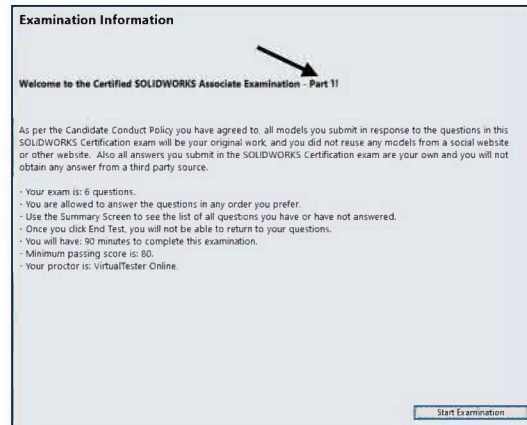 Examination Information
Welcome to the Certified SOLIDWORKS Associate Examination - Part 1!
As per the Candidate Conduct Policy you have agreed to, all models you submit in response to the questions in this
SOLIDWORKS Certification exam will be your original work, and you did not reuse any models from a social website
or other website. Also all answers you submit in the SOLIDWORKS Certification exam are your own and you will not
obtain any answer from a third party source.
- Your exam is: 6 questions.
- You are allowed to answer the questions in any order you prefer.
- Use the Summary Screen to see the list of all questions you have or have not answered.
- Once you click End Test, you will not be able to return to your questions.
- You will have: 90 minutes to complete this examination.
- Minimum passing score is: 80.
- Your proctor is: VirtualTester Online.
Start Examination